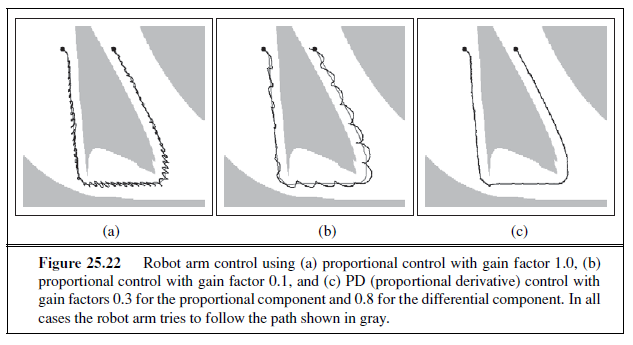 (a)
(b)
(c)
Figure 25.22 Robot arm control using (a) proportional control with gain factor 1.0, (b)
proportional control with gain factor 0.1, and (c) PD (proportional derivative) control with
gain factors 0.3 for the proportional component and 0.8 for the differential component. In all
cases the robot arm tries to follow the path shown in gray.